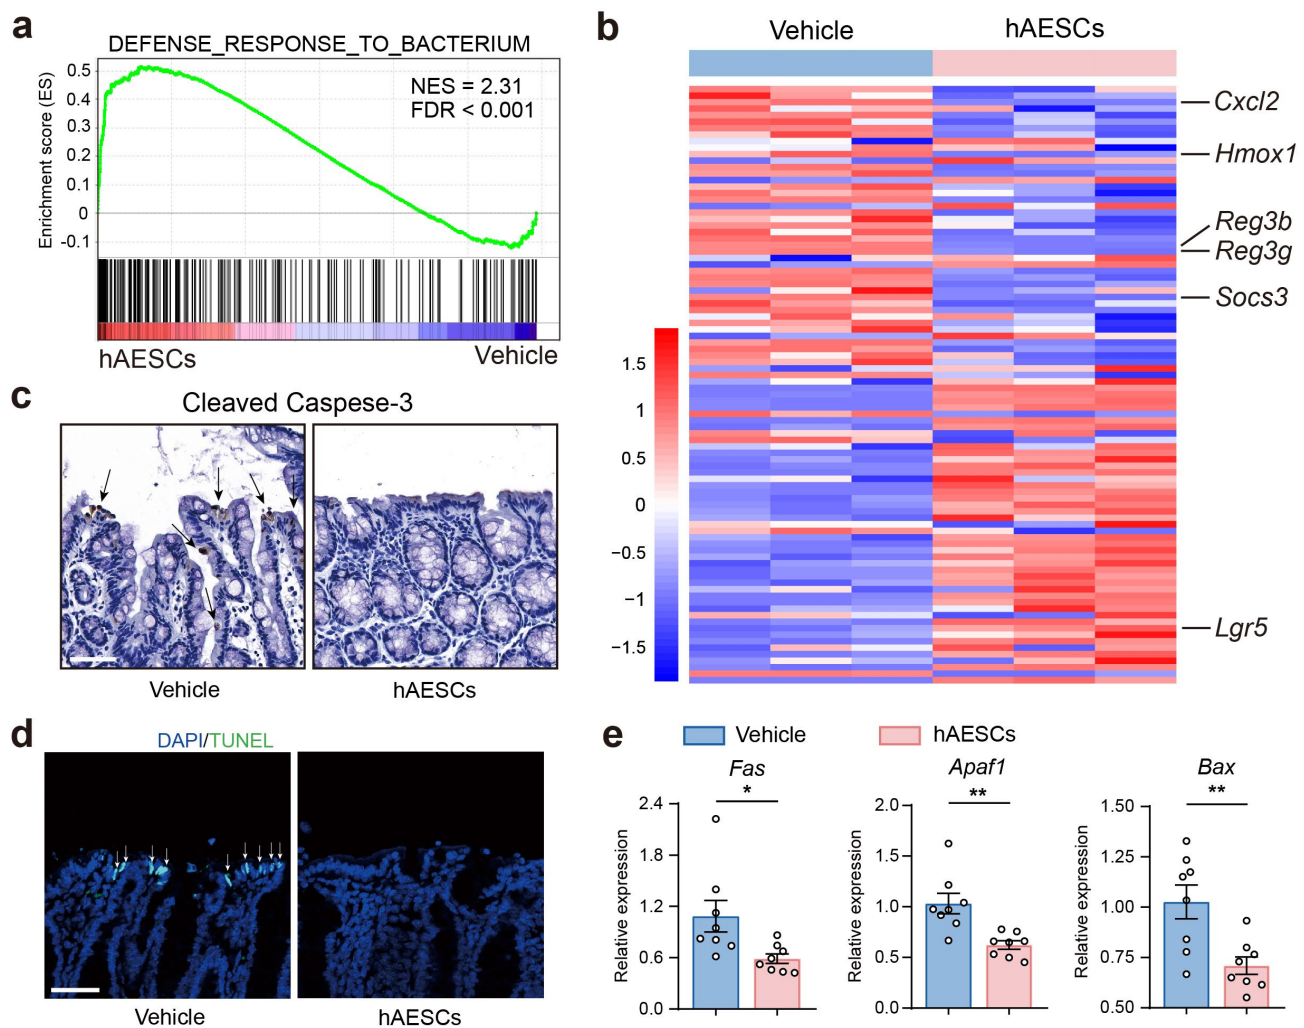 a
DEFENSE_RESPONSE_TO_BACTERIUM
Enrichment score (ES)
0.5
0.4
0.3
0.2
0.1
0
-0.1
NES = 2.31
FDR < 0.001
hAESCs
Vehicle
b
Vehicle
hAESCs
Cxcl2
Hmox1
Reg3b
Reg3g
Socs3
Lgr5
1.5
1
0.5
0
−0.5
−1
−1.5
c
Cleaved Caspese-3
Vehicle
hAESCs
d
DAPI/TUNEL
Vehicle
hAESCs
e
Vehicle
hAESCs
Fas
*
Relative expression
2.4
1.8
1.2
0.6
0.0
Apaf1
**
Relative expression
2.0
1.5
1.0
0.5
0.0
Bax
**
Relative expression
1.50
1.25
1.00
0.75
0.50